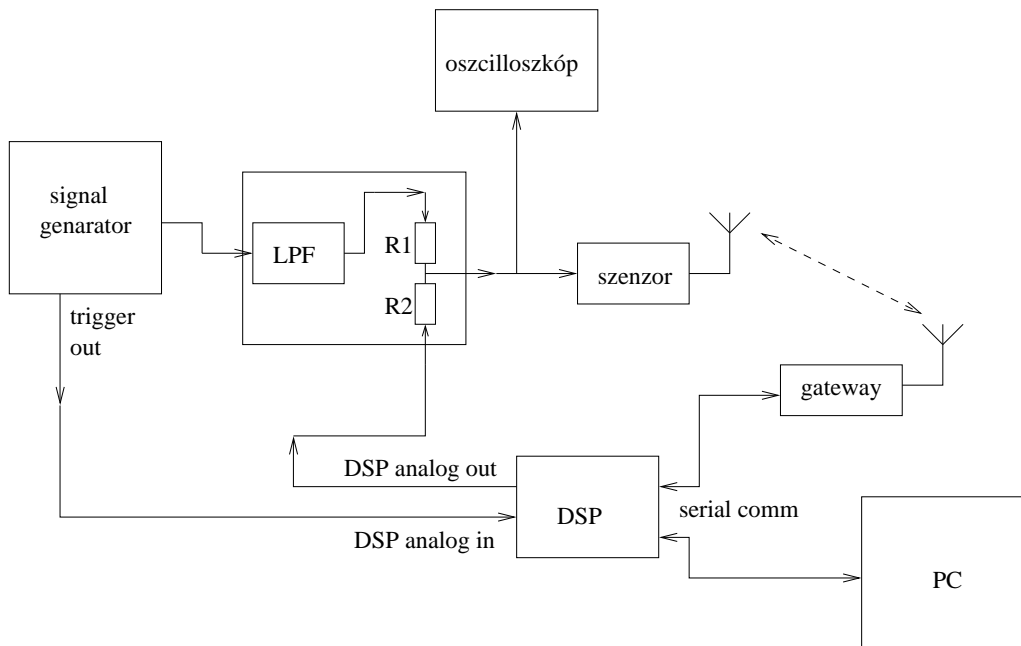 oszcilloszkóp
signal
genarator
LPF
R1
R2
szenzor
trigger
out
gateway
DSP analog out
DSP
serial comm
DSP analog in
PC